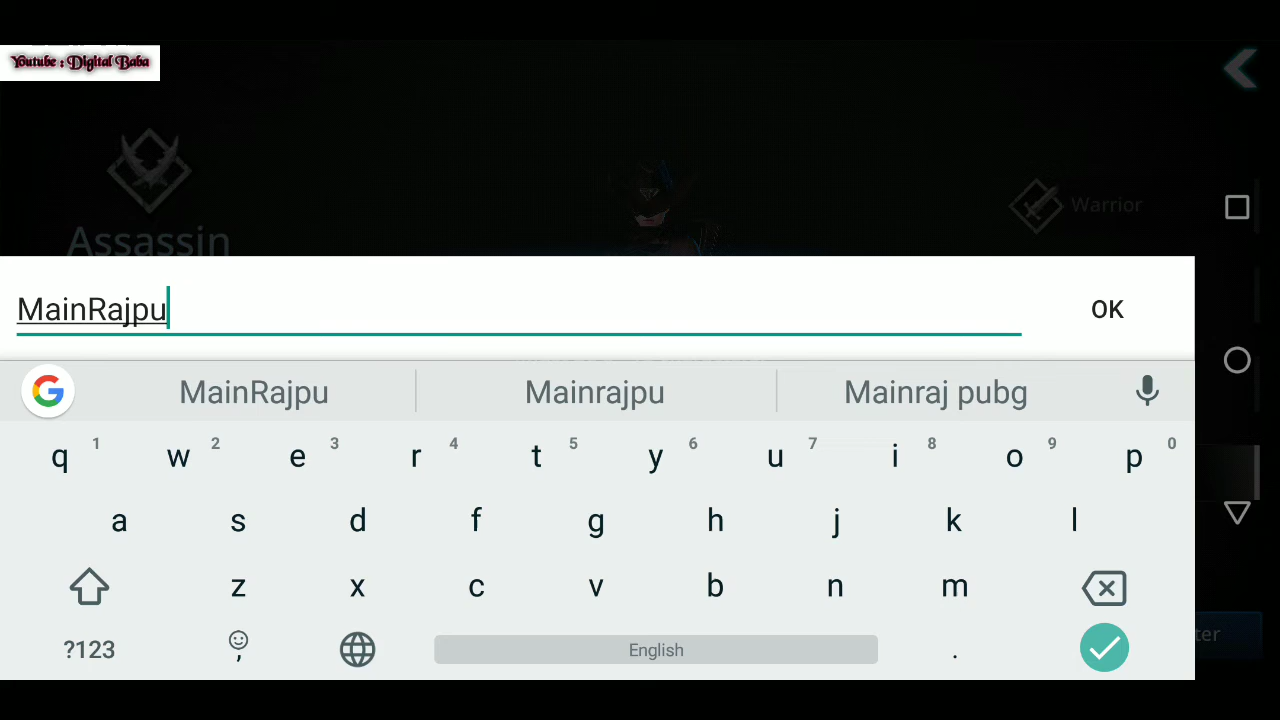 Youtube : Digital Baba
Assassin
Warrior
MainRajpu
OK
MainRajpu Mainrajpu Mainraj pubg
q 1 w 2 e 3 r 4 t 5 y 6 u 7 i 8 o 9 p 0
a s d f g h j k l
z x c v b n m
?123 , English .
ter